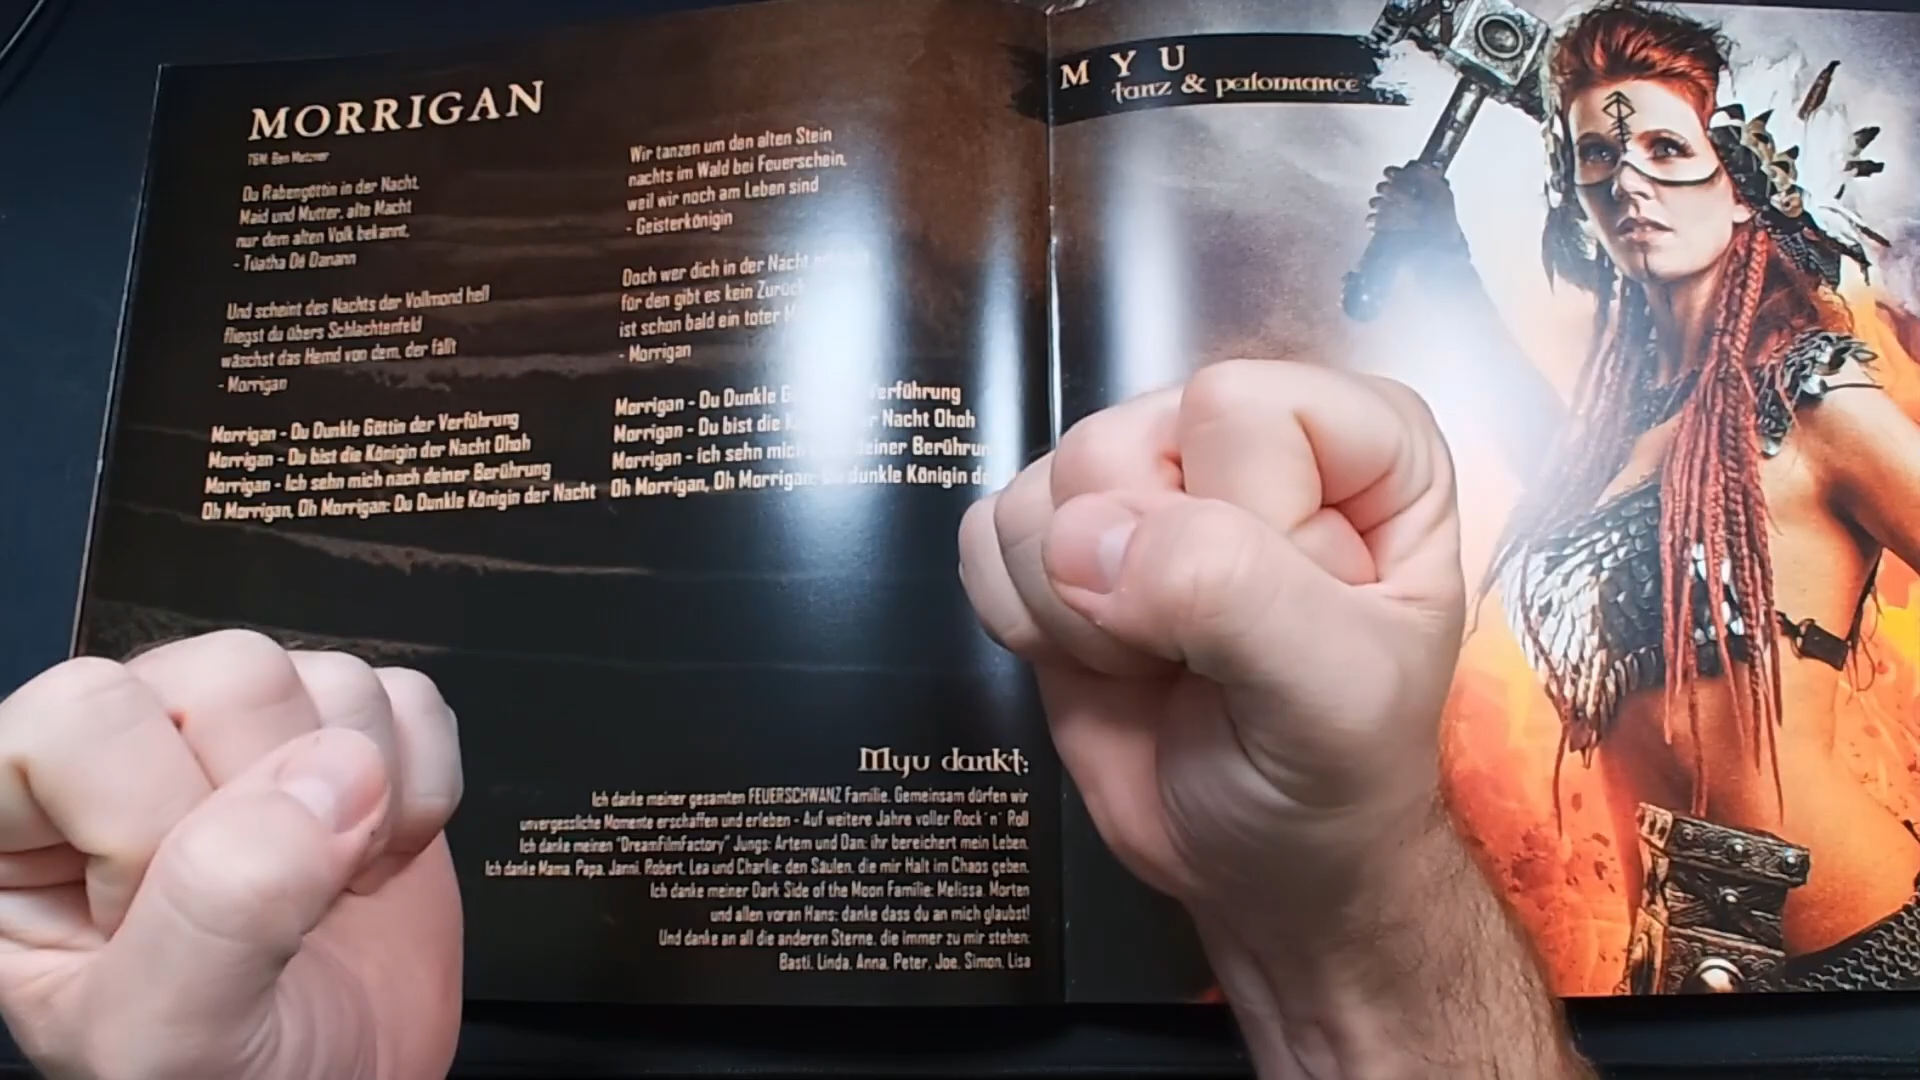 MORRIGAN
T&M: Ben Metzner
Du Rabengöttin in der Nacht,
Maid und Mutter, alte Macht
nur dem alten Volk bekannt,
- Tuatha Dé Danann
Und scheint des Nachts der Vollmond hell
fliegst du übers Schlachtenfeld
wäschst das Hemd von dem, der fällt
- Morrigan
Morrigan - Du Dunkle Göttin der Verführung
Morrigan - Du bist die Königin der Nacht Ohoh
Morrigan - Ich sehn mich nach deiner Berührung
Oh Morrigan, Oh Morrigan: Du Dunkle Königin der Nacht
Wir tanzen um den alten Stein
nachts im Wald bei Feuerschein,
weil wir noch am Leben sind
- Geisterkönigin
Doch wer dich in der Nacht
für den gibt es kein Zurück
ist schon bald ein toter
- Morrigan
Morrigan - Du Dunkle Verführung
Morrigan - Du bist die Nacht Ohoh
Morrigan - ich sehn mich deiner
Oh Morrigan, Oh Morrigan: dunkle Königin
Myu dankt:
Ich danke meiner gesamten FEUERSCHWANZ Familie. Gemeinsam dürfen wir
unvergessliche Momente erschaffen und erleben - Auf weitere Jahre voller Rock´n´ Roll
Ich danke meinen "DreamFilmFactory" Jungs: Artem und Dan: ihr bereichert mein Leben.
Ich danke Mama, Papa, Janni, Robert, Lea und Charlie: den Säulen, die mir Halt im Chaos geben.
Ich danke meiner Dark Side of the Moon Familie: Melissa, Morten
und allen voran Hans: danke dass du an mich glaubst!
Und danke an all die anderen Sterne, die immer zu mir stehen:
Basti, Linda, Anna, Peter, Joe, Simon, Lisa
MYU
tanz & performance